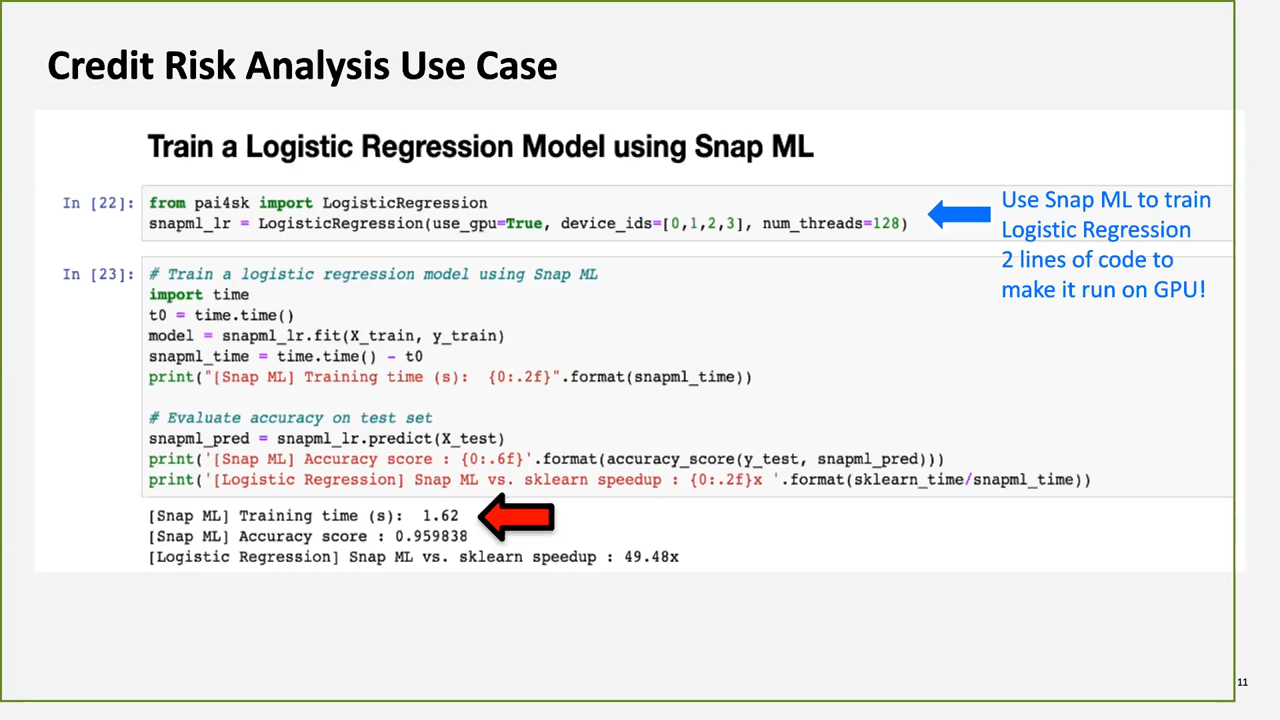 Credit Risk Analysis Use Case
Train a Logistic Regression Model using Snap ML
In [22]:
from pai4sk import LogisticRegression
snapml_lr = LogisticRegression(use_gpu=True, device_ids=[0,1,2,3], num_threads=128)
Use Snap ML to train
Logistic Regression
2 lines of code to
make it run on GPU!
In [23]:
# Train a logistic regression model using Snap ML
import time
t0 = time.time()
model = snapml_lr.fit(X_train, y_train)
snapml_time = time.time() - t0
print("[Snap ML] Training time (s):  {0:.2f}".format(snapml_time))
# Evaluate accuracy on test set
snapml_pred = snapml_lr.predict(X_test)
print('[Snap ML] Accuracy score : {0:.6f}'.format(accuracy_score(y_test, snapml_pred)))
print('[Logistic Regression] Snap ML vs. sklearn speedup : {0:.2f}x '.format(sklearn_time/snapml_time))
[Snap ML] Training time (s):  1.62
[Snap ML] Accuracy score : 0.959838
[Logistic Regression] Snap ML vs. sklearn speedup : 49.48x
11